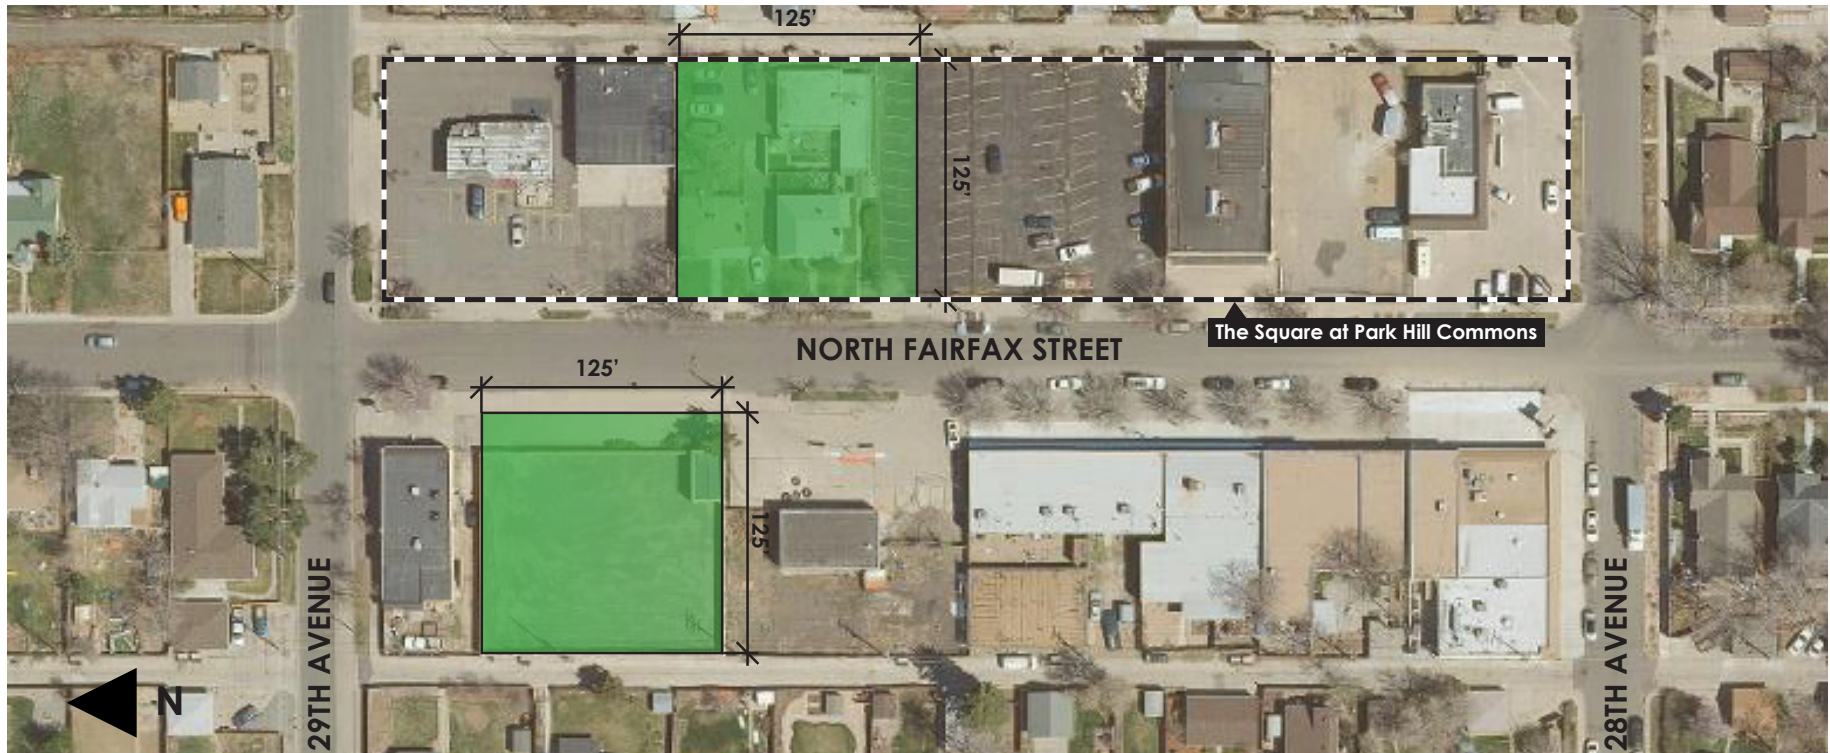 125'
125'
The Square at Park Hill Commons
NORTH FAIRFAX STREET
125'
125'
29TH AVENUE
28TH AVENUE
N